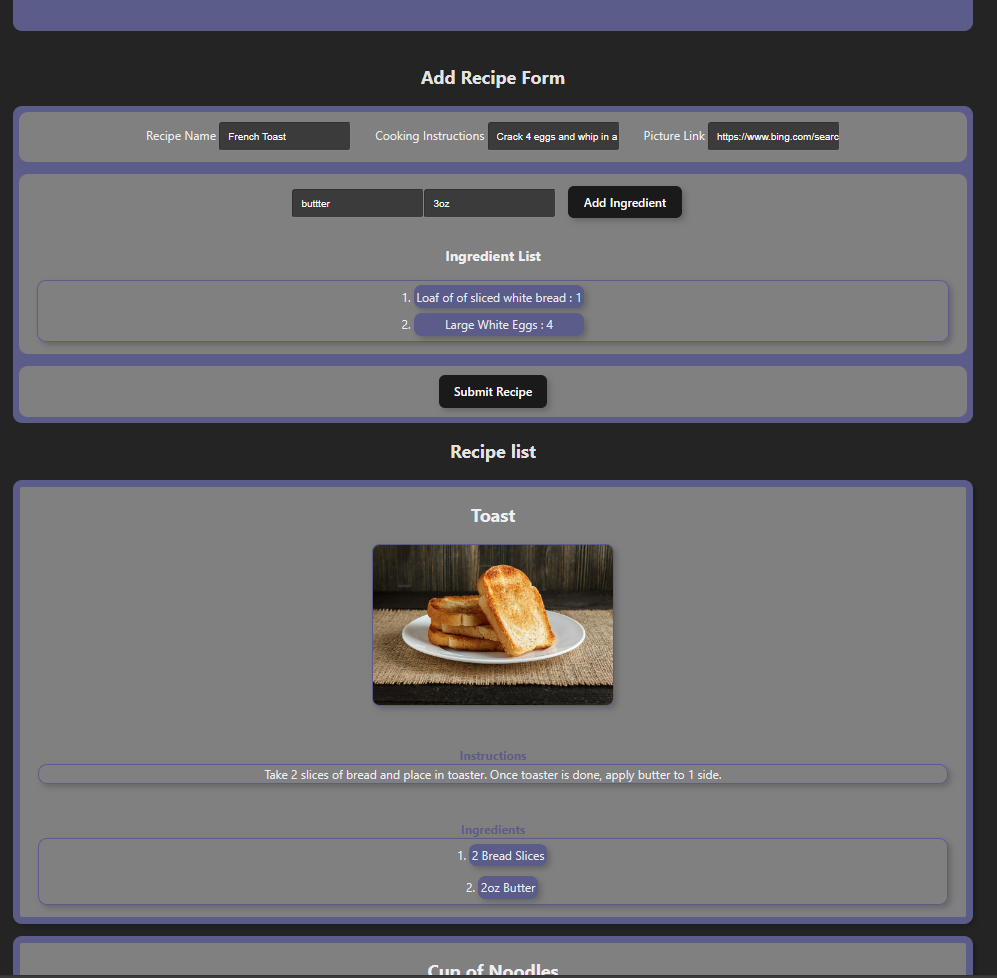 Add Recipe Form
Recipe Name French Toast Cooking Instructions Crack 4 eggs and whip in a Picture Link https://www.bing.com/searc
buttter 3oz Add Ingredient
Ingredient List
1. Loaf of of sliced white bread : 1
2. Large White Eggs : 4
Submit Recipe
Recipe list
Toast
Instructions
Take 2 slices of bread and place in toaster. Once toaster is done, apply butter to 1 side.
Ingredients
1. 2 Bread Slices
2. 2oz Butter
Cup of Noodles